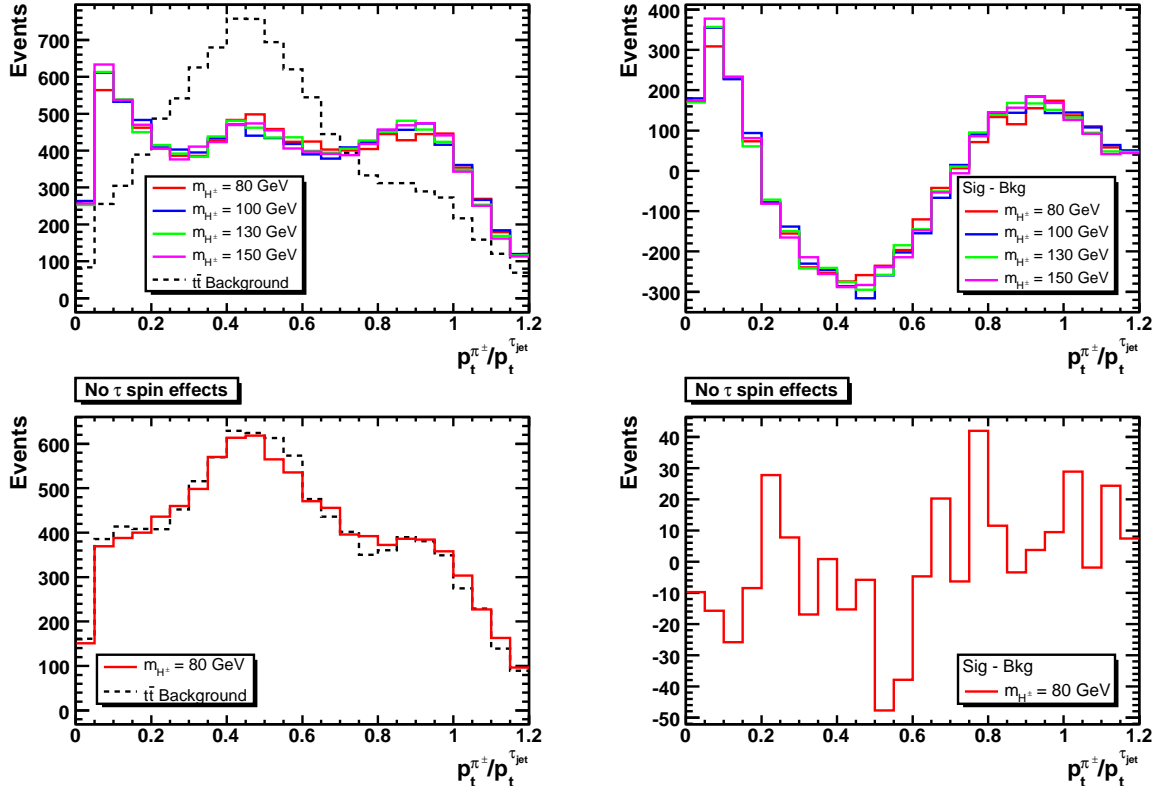 Events
700
600
500
400
300
200
100
0
m_H± = 80 GeV
m_H± = 100 GeV
m_H± = 130 GeV
m_H± = 150 GeV
tt̄ Background
0 0.2 0.4 0.6 0.8 1 1.2
p_t^π±/p_t^τ_jet
Events
400
300
200
100
0
-100
-200
-300
Sig - Bkg
m_H± = 80 GeV
m_H± = 100 GeV
m_H± = 130 GeV
m_H± = 150 GeV
0 0.2 0.4 0.6 0.8 1 1.2
p_t^π±/p_t^τ_jet
No τ spin effects
Events
600
500
400
300
200
100
0
m_H± = 80 GeV
tt̄ Background
0 0.2 0.4 0.6 0.8 1 1.2
p_t^π±/p_t^τ_jet
No τ spin effects
Events
40
30
20
10
0
-10
-20
-30
-40
-50
Sig - Bkg
m_H± = 80 GeV
0 0.2 0.4 0.6 0.8 1 1.2
p_t^π±/p_t^τ_jet